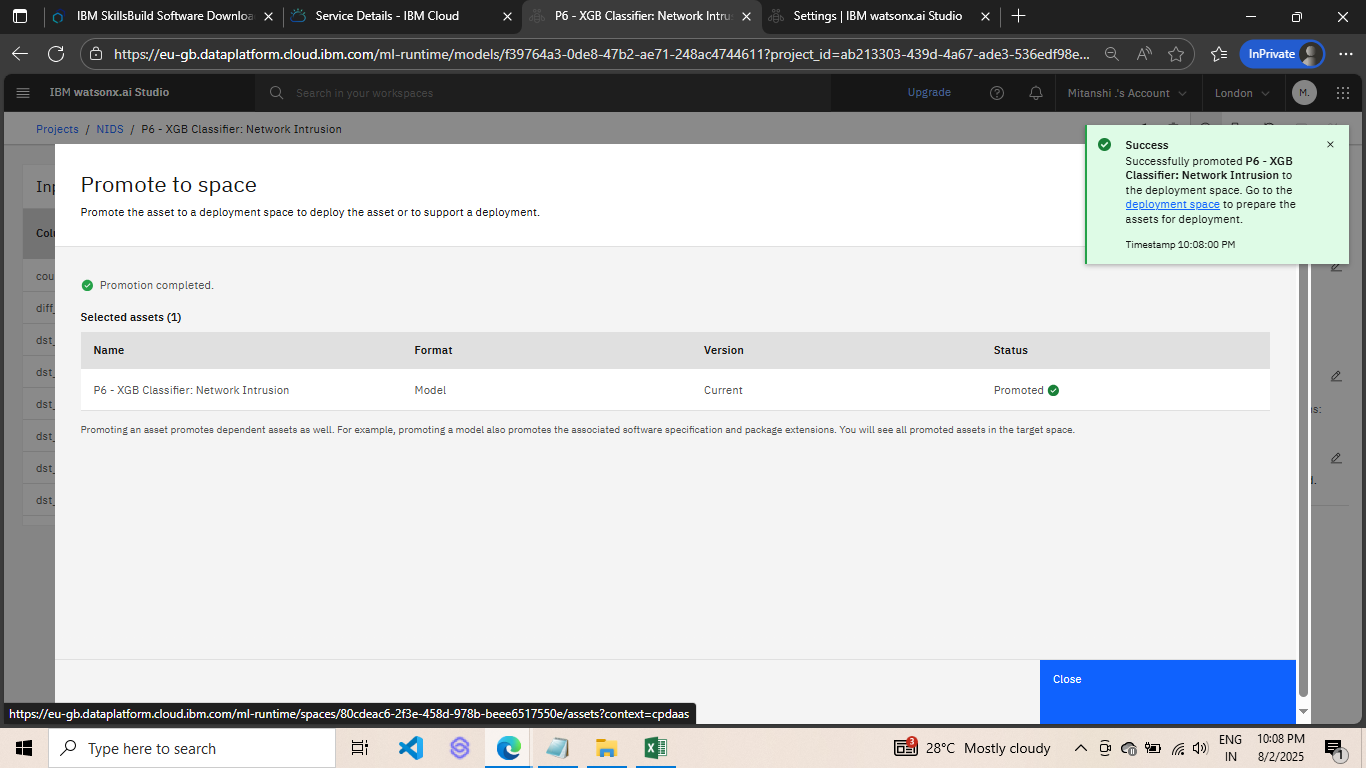 IBM SkillsBuild Software Downloa
Service Details - IBM Cloud
P6 - XGB Classifier: Network Intrus
Settings | IBM watsonx.ai Studio
https://eu-gb.dataplatform.cloud.ibm.com/ml-runtime/models/f39764a3-0de8-47b2-ae71-248ac4744611?project_id=ab213303-439d-4a67-ade3-536edf98e...
InPrivate
IBM watsonx.ai Studio
Search in your workspaces
Upgrade
Mitanshi .'s Account
London
M.
Projects / NIDS / P6 - XGB Classifier: Network Intrusion
Success
Successfully promoted P6 - XGB
Classifier: Network Intrusion to
the deployment space. Go to the
deployment space to prepare the
assets for deployment.
Timestamp 10:08:00 PM
Inp
Colu
cou
diff_
dst_
dst_
dst_
dst_
dst_
dst_
Promote to space
Promote the asset to a deployment space to deploy the asset or to support a deployment.
Promotion completed.
Selected assets (1)
Name Format Version Status
P6 - XGB Classifier: Network Intrusion Model Current Promoted
Promoting an asset promotes dependent assets as well. For example, promoting a model also promotes the associated software specification and package extensions. You will see all promoted assets in the target space.
Close
https://eu-gb.dataplatform.cloud.ibm.com/ml-runtime/spaces/80cdeac6-2f3e-458d-978b-beee6517550e/assets?context=cpdaas
Type here to search
3
28°C Mostly cloudy
ENG
IN
10:08 PM
8/2/2025
1